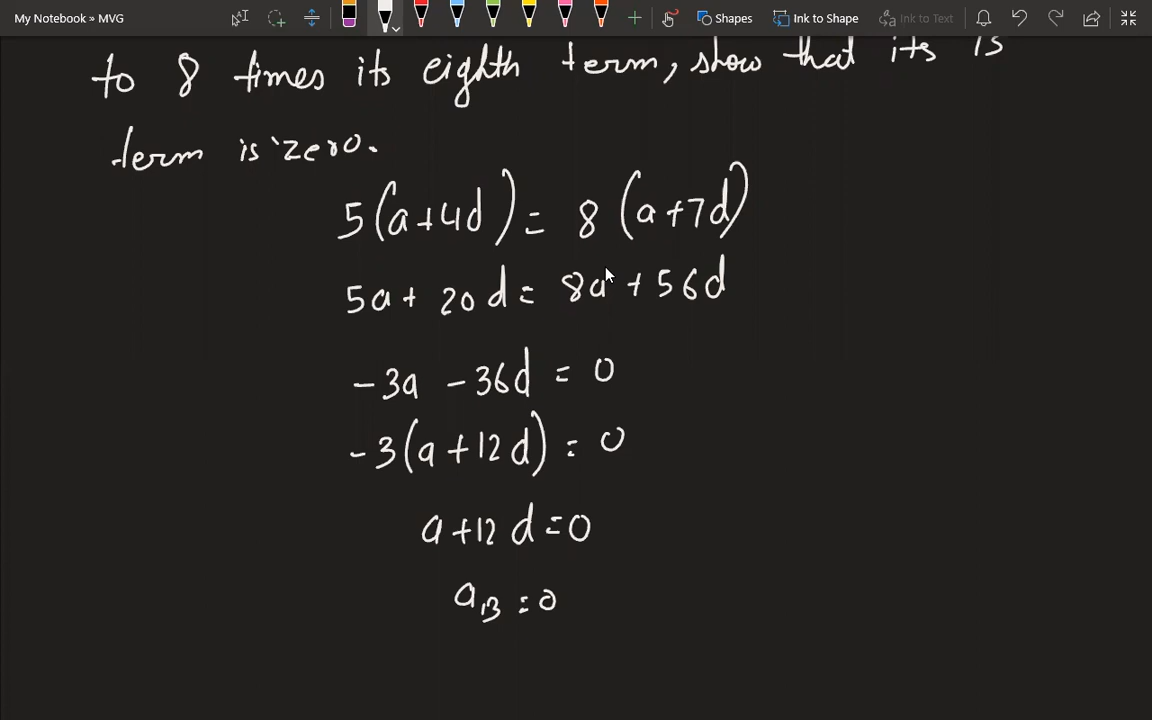 My Notebook » MVG
Shapes
Ink to Shape
Ink to Text
to 8 times its eighth term, show that its 13
term is zero.
5(a+4d) = 8(a+7d)
5a + 20d = 8a + 56d
-3a - 36d = 0
-3(a+12d) = 0
a+12d=0
a13 = 0